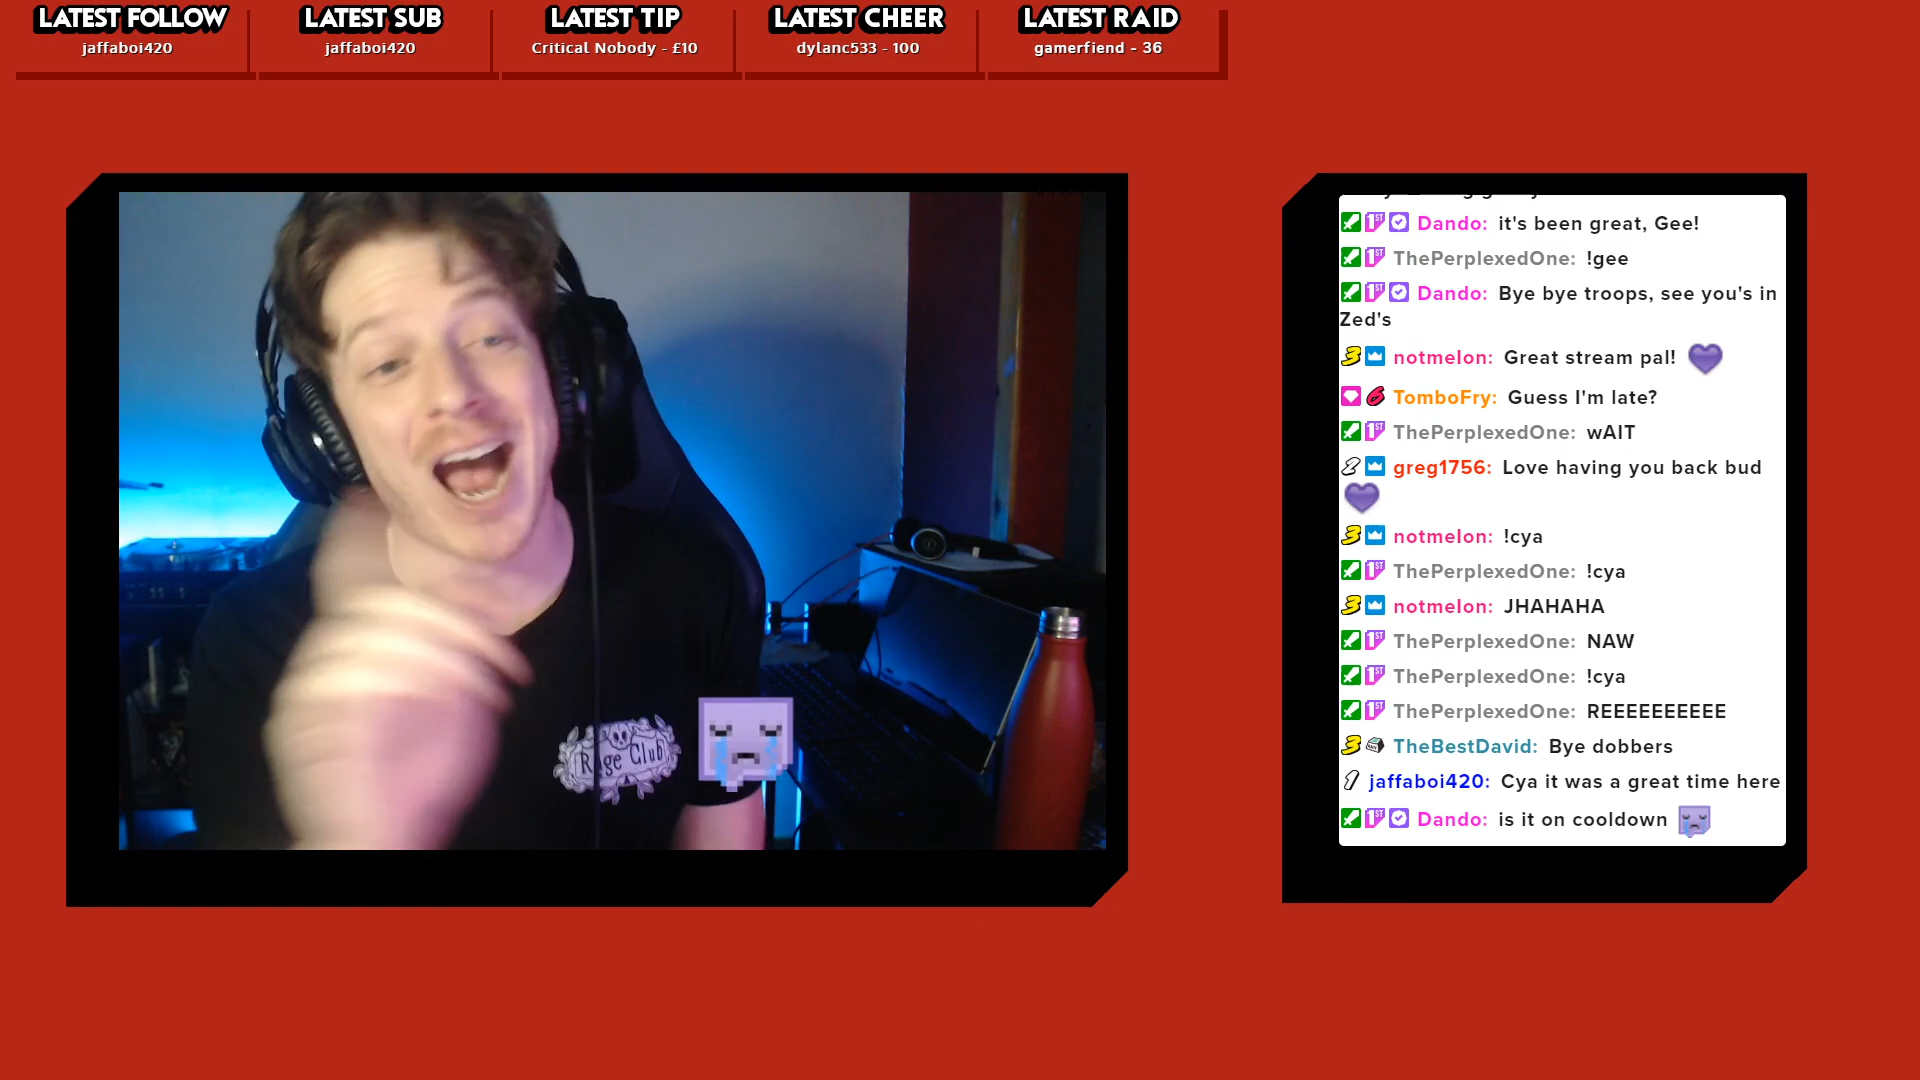 LATEST FOLLOW
jaffaboi420
LATEST SUB
jaffaboi420
LATEST TIP
Critical Nobody - £10
LATEST CHEER
dylanc533 - 100
LATEST RAID
gamerfiend - 36
Dando: it's been great, Gee!
ThePerplexedOne: !gee
Dando: Bye bye troops, see you's in
Zed's
notmelon: Great stream pal!
TomboFry: Guess I'm late?
ThePerplexedOne: wAIT
greg1756: Love having you back bud
notmelon: !cya
ThePerplexedOne: !cya
notmelon: JHAHAHA
ThePerplexedOne: NAW
ThePerplexedOne: !cya
ThePerplexedOne: REEEEEEEEEE
TheBestDavid: Bye dobbers
jaffaboi420: Cya it was a great time here
Dando: is it on cooldown
Rage Club